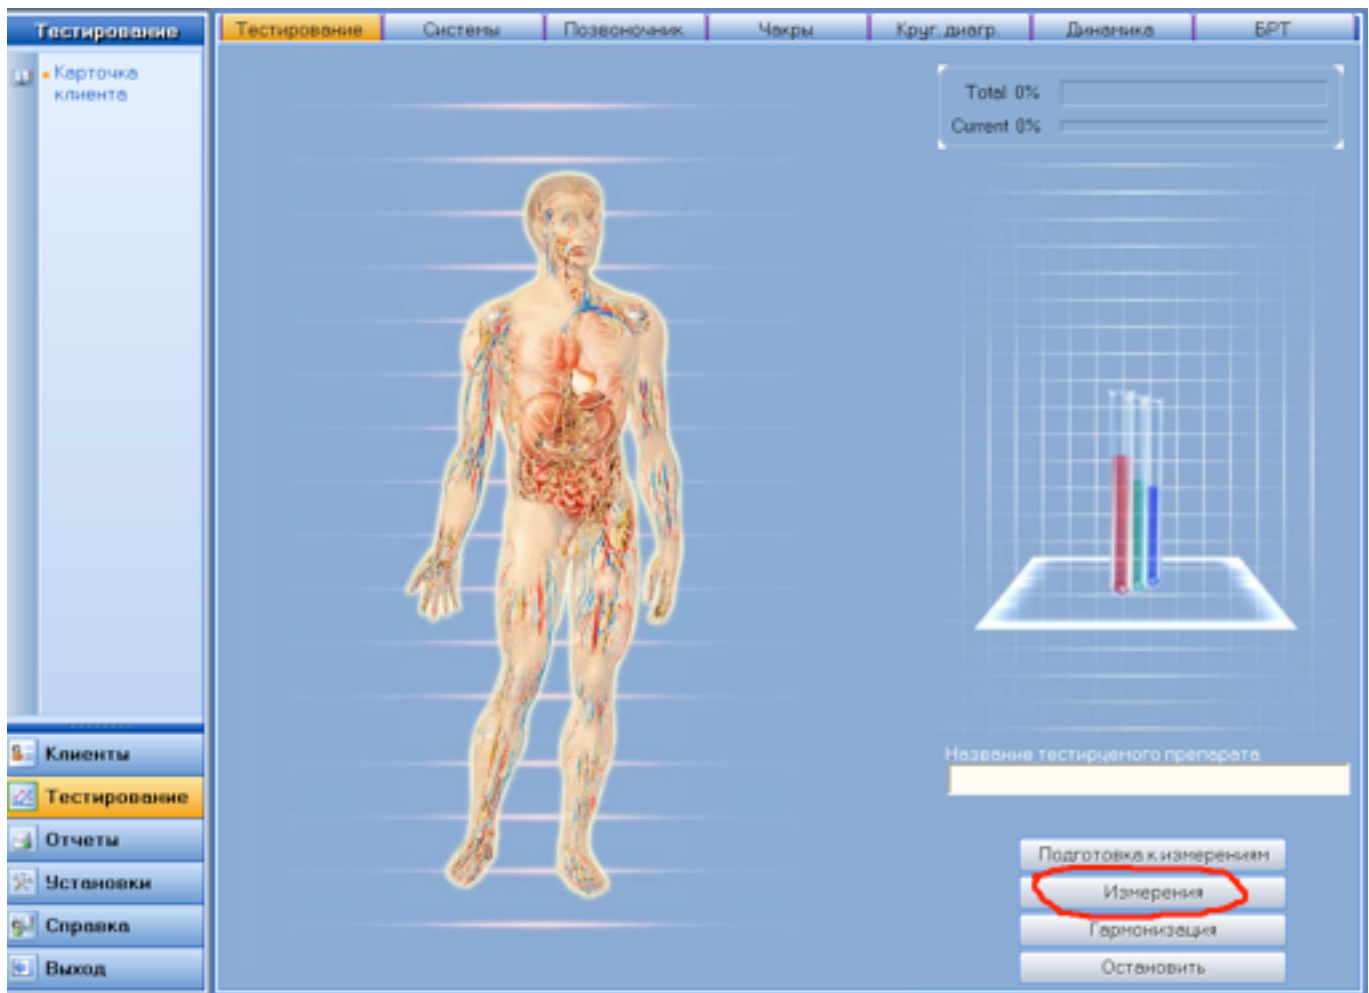 Тестирование
Карточка
клиента
Клиенты
Тестирование
Отчеты
Установки
Справка
Выход
Тестирование Системы Позвоночник Чакры Круг. диагр. Динамика БРТ
Total 0%
Current 0%
Название тестируемого препарата
Подготовка к измерениям
Измерения
Гармонизация
Остановить